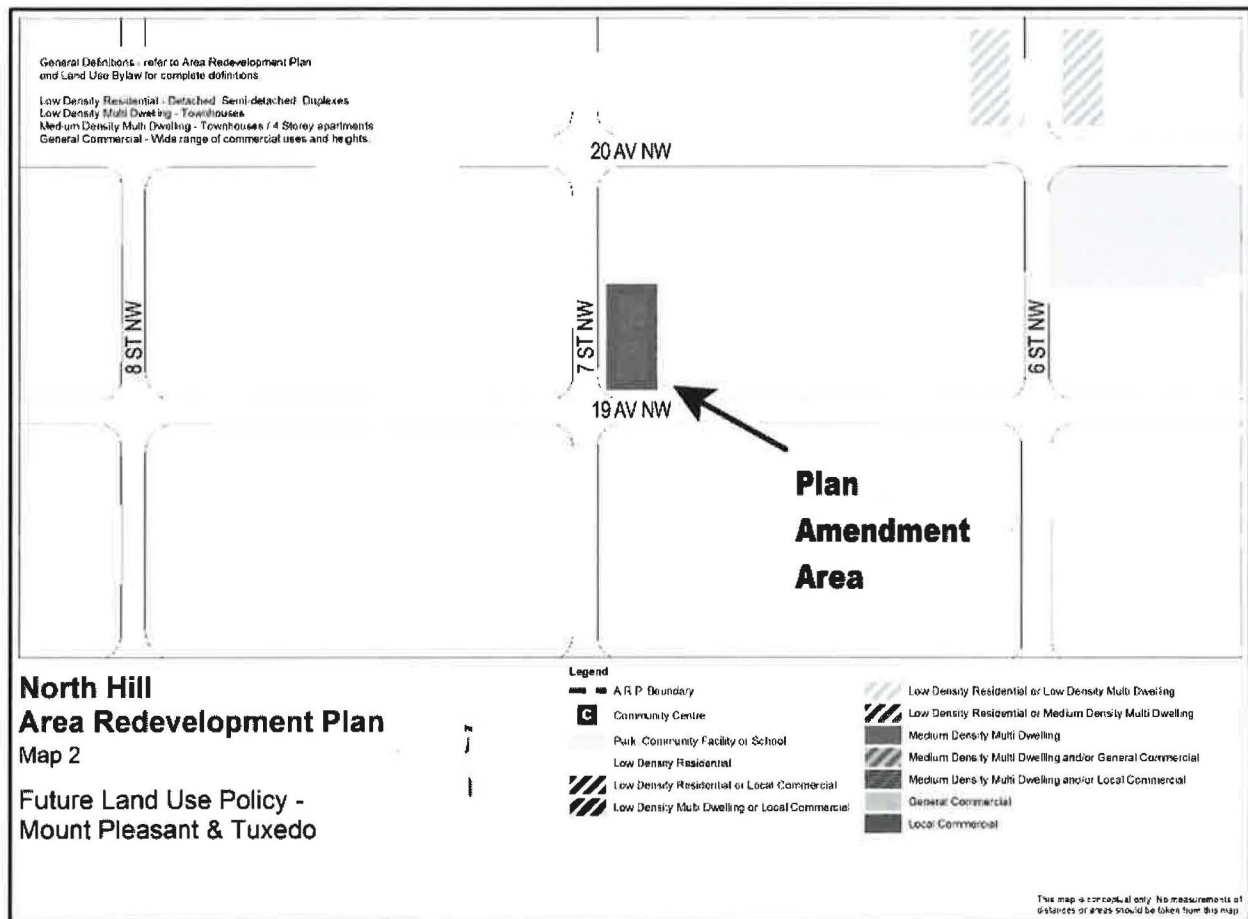 General Definitions - refer to Area Redevelopment Plan
and Land Use Bylaw for complete definitions
Low Density Residential - Detached Semi-detached Duplexes
Low Density Multi Dwelling - Townhouses
Medium Density Multi Dwelling - Townhouses / 4 Storey apartments
General Commercial - Wide range of commercial uses and heights
20 AV NW
8 ST NW
7 ST NW
6 ST NW
19 AV NW
Plan
Amendment
Area
North Hill
Area Redevelopment Plan
Map 2
Future Land Use Policy -
Mount Pleasant & Tuxedo
Legend
A R P Boundary
C Community Centre
Park Community Facility or School
Low Density Residential
Low Density Residential or Local Commercial
Low Density Multi Dwelling or Local Commercial
Low Density Residential or Low Density Multi Dwelling
Low Density Residential or Medium Density Multi Dwelling
Medium Density Multi Dwelling
Medium Density Multi Dwelling and/or General Commercial
Medium Density Multi Dwelling and/or Local Commercial
General Commercial
Local Commercial
This map is conceptual only No measurements of
distances or areas should be taken from this map